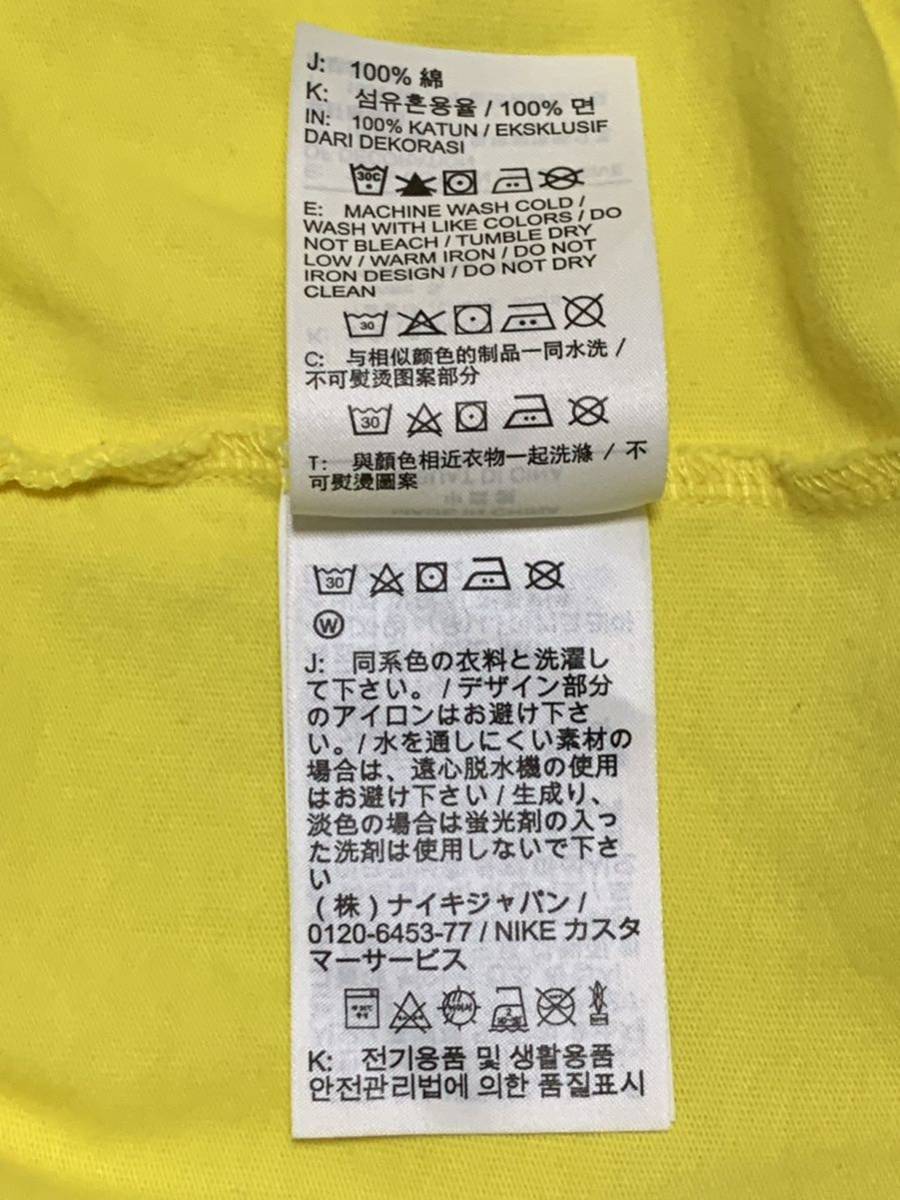 J: 100% 綿
K: 섬유혼용율 / 100% 면
IN: 100% KATUN / EKSKLUSIF
DARI DEKORASI
30C
E: MACHINE WASH COLD /
WASH WITH LIKE COLORS / DO
NOT BLEACH / TUMBLE DRY
LOW / WARM IRON / DO NOT
IRON DESIGN / DO NOT DRY
CLEAN
30
C: 与相似颜色的制品一同水洗 /
不可熨烫图案部分
30
T: 與顏色相近衣物一起洗滌 / 不
可熨燙圖案
30
W
J: 同系色の衣料と洗濯し
て下さい。/ デザイン部分
のアイロンはお避け下さ
い。/ 水を通しにくい素材の
場合は、遠心脱水機の使用
はお避け下さい / 生成り、
淡色の場合は蛍光剤の入っ
た洗剤は使用しないで下さ
い
(株)ナイキジャパン /
0120-6453-77 / NIKE カスタ
マーサービス
K: 전기용품 및 생활용품
안전관리법에 의한 품질표시